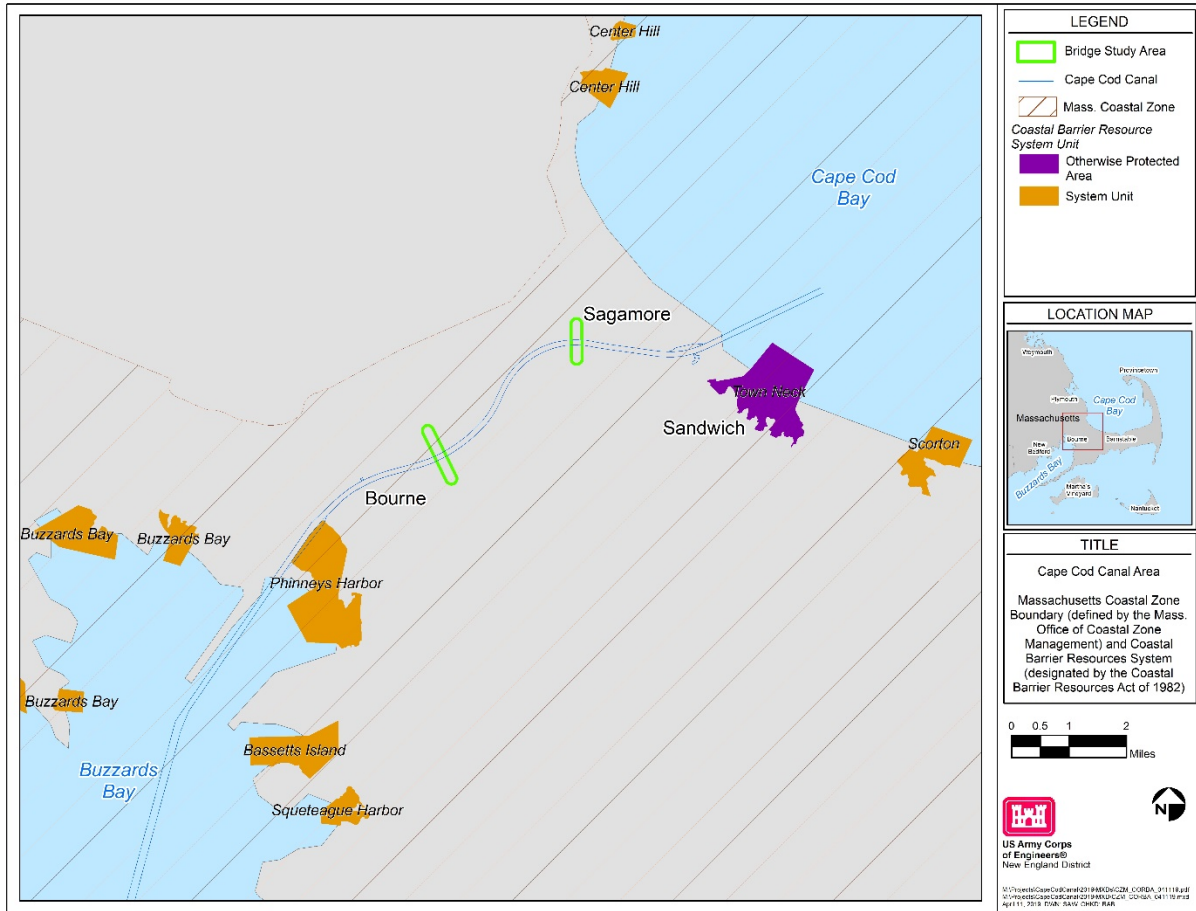 Center Hill
Center Hill
Cape Cod
Bay
Sagamore
Town Neck
Sandwich
Scorton
Bourne
Buzzards Bay
Buzzards Bay
Phinneys Harbor
Buzzards Bay
Bassetts Island
Buzzards
Bay
Squeteague Harbor
LEGEND
Bridge Study Area
Cape Cod Canal
Mass. Coastal Zone
Coastal Barrier Resource
System Unit
Otherwise Protected
Area
System Unit
LOCATION MAP
Weymouth
Provincetown
Plymouth
Cape Cod
Bay
Massachusetts
Bourne
Barnstable
New
Bedford
Buzzards Bay
Martha's
Vineyard
Nantucket
TITLE
Cape Cod Canal Area
Massachusetts Coastal Zone
Boundary (defined by the Mass.
Office of Coastal Zone
Management) and Coastal
Barrier Resources System
(designated by the Coastal
Barrier Resources Act of 1982)
0 0.5 1 2
Miles
N
US Army Corps
of Engineers®
New England District